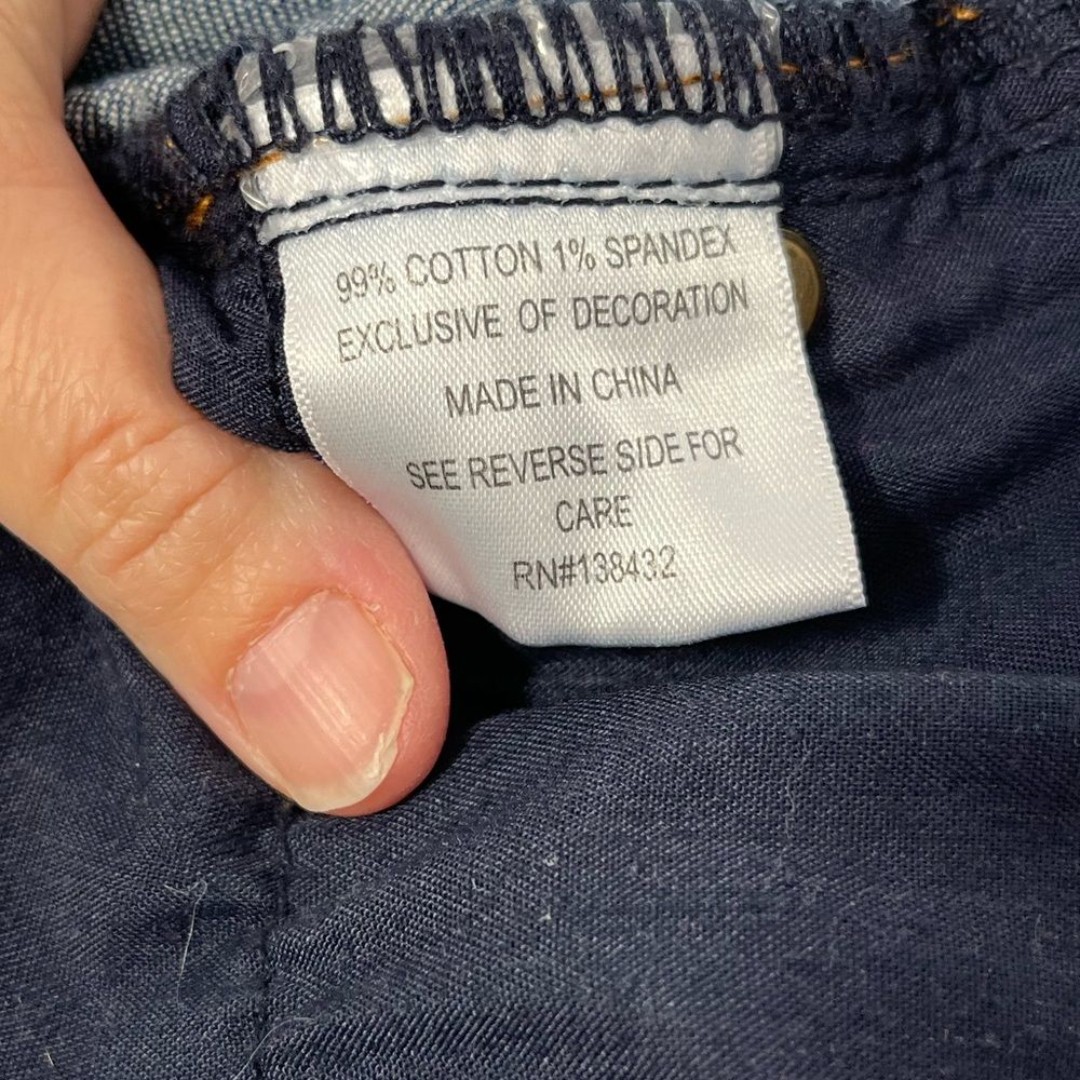 99% COTTON 1% SPANDEX
EXCLUSIVE OF DECORATION
MADE IN CHINA
SEE REVERSE SIDE FOR
CARE
RN#138432